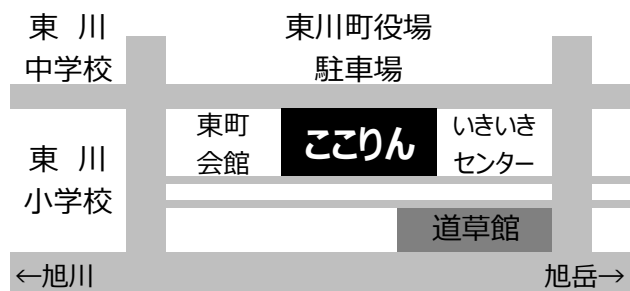 東 川
中学校
東川町役場
駐車場
東町
会館
ここりん
いきいき
センター
東 川
小学校
道草館
←旭川
旭岳→